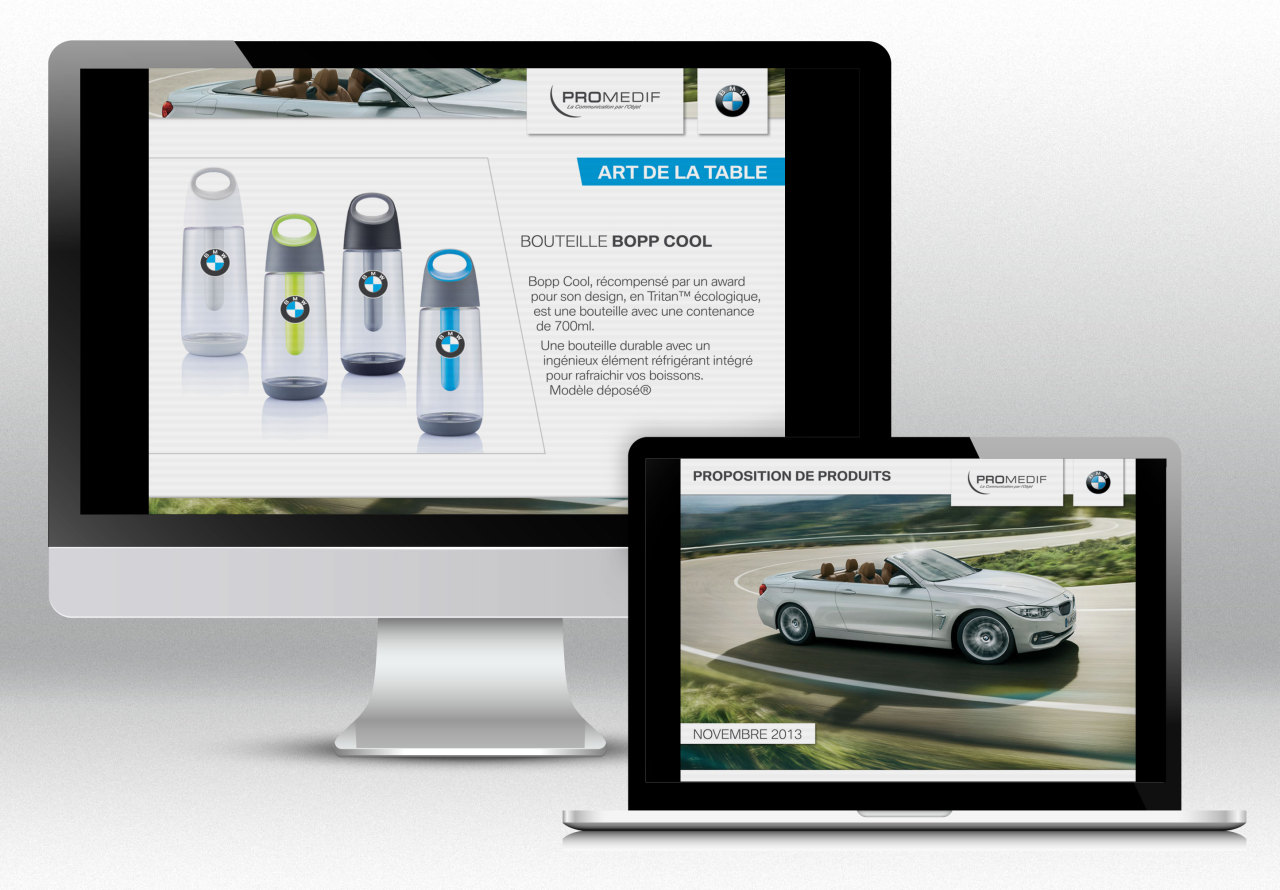 PROMEDIF
La Communication par l'Objet
BMW
ART DE LA TABLE
BMW
BMW
BMW
BMW
BOUTEILLE BOPP COOL
Bopp Cool, récompensé par un award
pour son design, en Tritan™ écologique,
est une bouteille avec une contenance
de 700ml.
Une bouteille durable avec un
ingénieux élément réfrigérant intégré
pour rafraichir vos boissons.
Modèle déposé®
PROPOSITION DE PRODUITS
PROMEDIF
La Communication par l'Objet
BMW
NOVEMBRE 2013